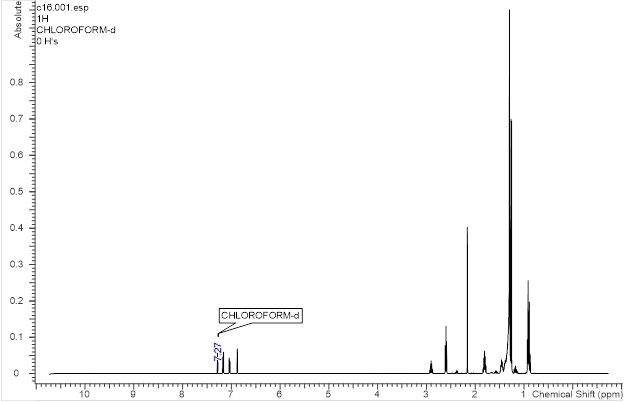 c16.001.esp
1H
CHLOROFORM-d
0 H's
Absolute
0.8
0.7
0.6
0.5
0.4
0.3
0.2
0.1
0
CHLOROFORM-d
7.27
10 9 8 7 6 5 4 3 2 1 Chemical Shift (ppm)